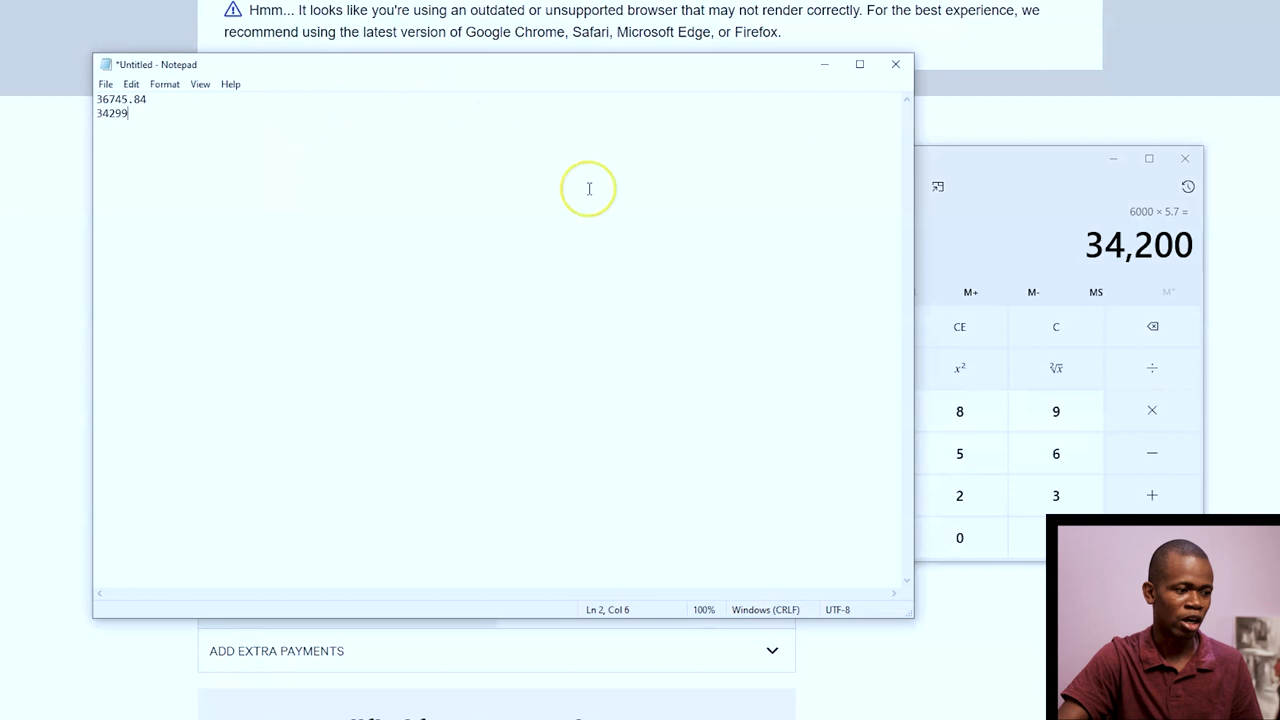 Hmm... It looks like you're using an outdated or unsupported browser that may not render correctly. For the best experience, we
recommend using the latest version of Google Chrome, Safari, Microsoft Edge, or Firefox.
*Untitled - Notepad
File Edit Format View Help
36745.84
34299
6000 × 5.7 =
34,200
M+ M- MS M˅
CE C
x² ²√x ÷
8 9 ×
5 6 −
2 3 +
0
Ln 2, Col 6 100% Windows (CRLF) UTF-8
ADD EXTRA PAYMENTS